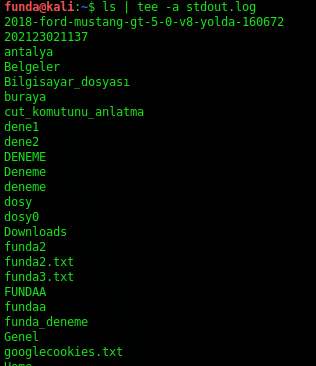 funda@kali:~$ ls | tee -a stdout.log
2018-ford-mustang-gt-5-0-v8-yolda-160672
202123021137
antalya
Belgeler
Bilgisayar_dosyası
buraya
cut_komutunu_anlatma
dene1
dene2
DENEME
Deneme
deneme
dosy
dosy0
Downloads
funda2
funda2.txt
funda3.txt
FUNDAA
fundaa
funda_deneme
Genel
googlecookies.txt